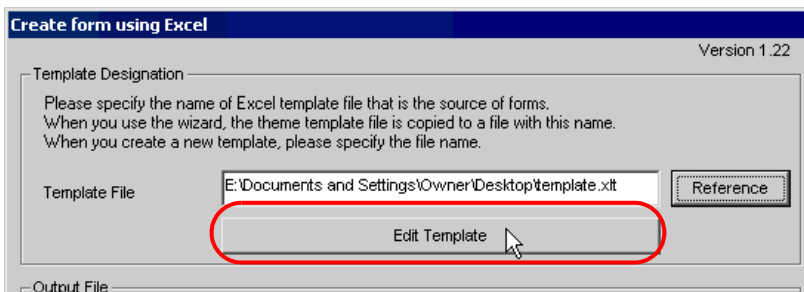 Create form using Excel
Version 1.22
Template Designation
Please specify the name of Excel template file that is the source of forms.
When you use the wizard, the theme template file is copied to a file with this name.
When you create a new template, please specify the file name.
Template File
E:\Documents and Settings\Owner\Desktop\template.xlt
Reference
Edit Template
Output File